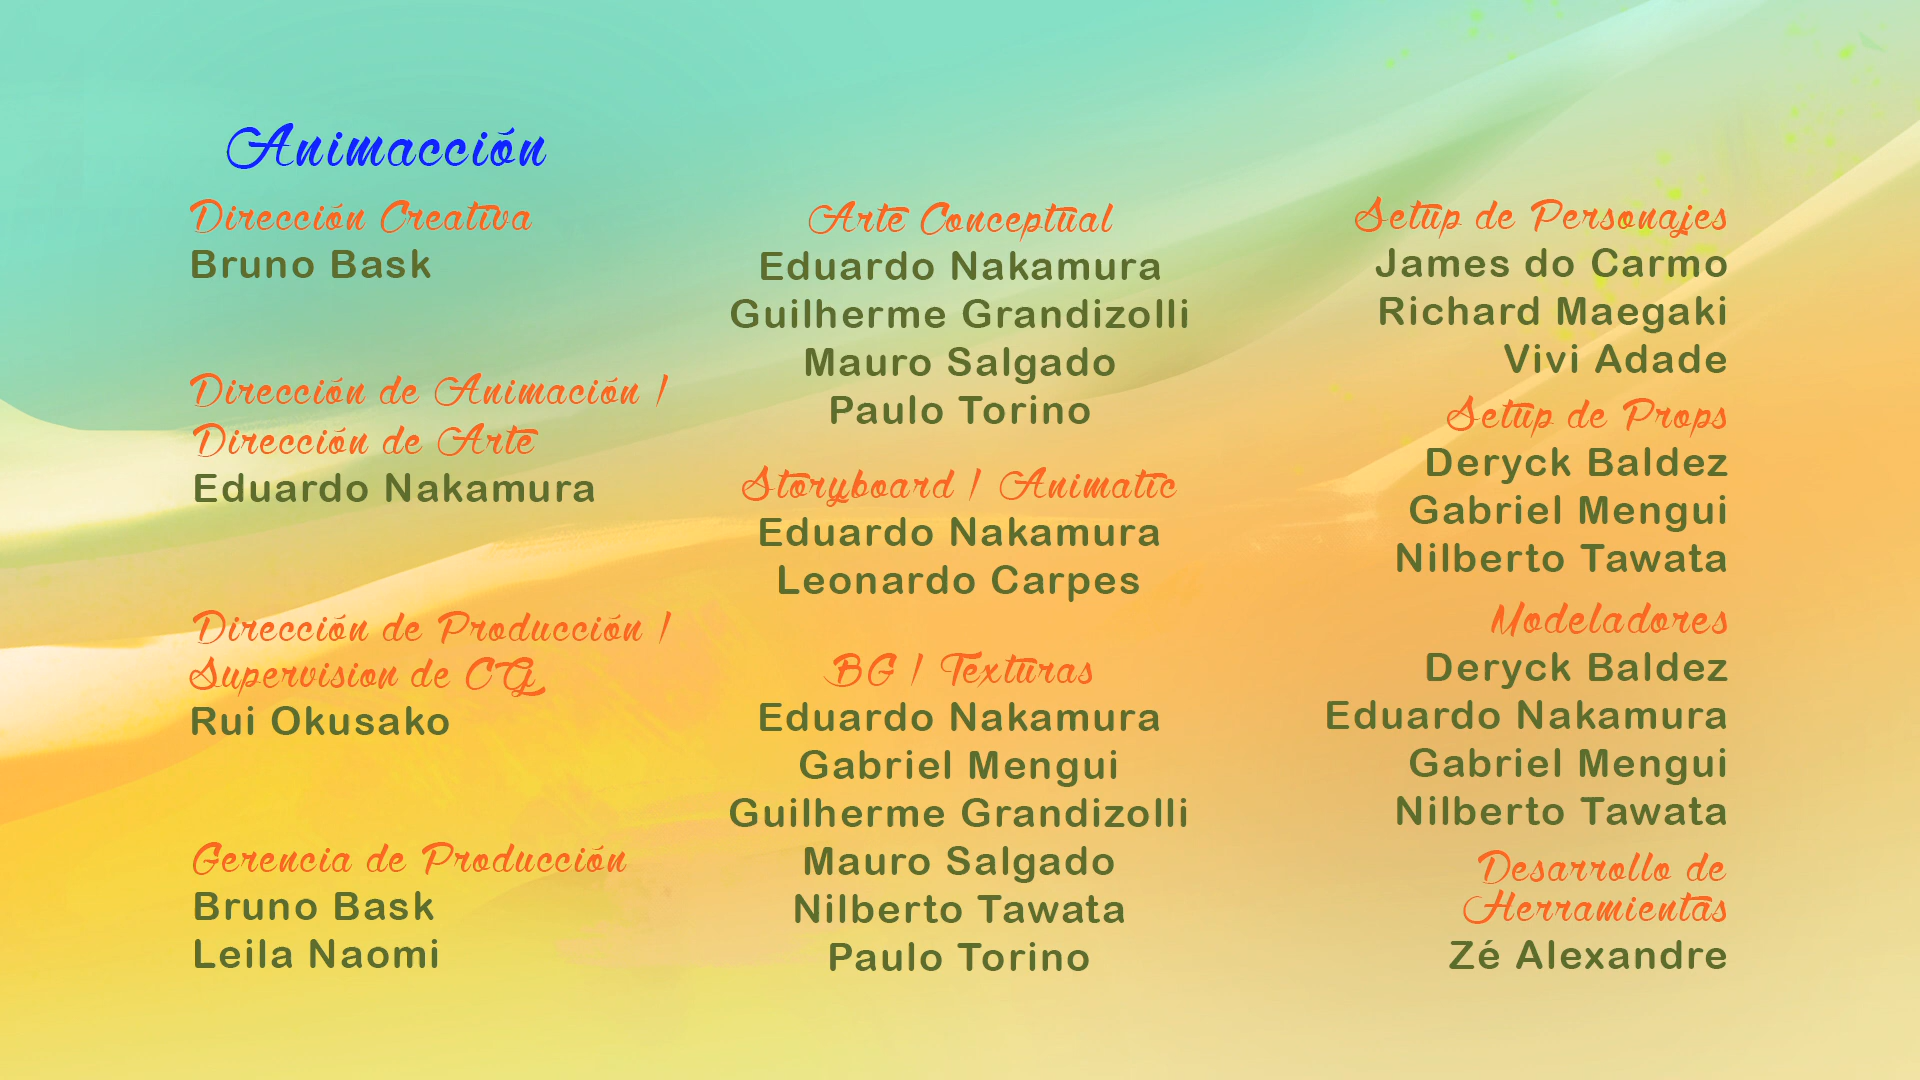 Animacción
Dirección Creativa
Bruno Bask
Dirección de Animación /
Dirección de Arte
Eduardo Nakamura
Dirección de Producción /
Supervision de CG
Rui Okusako
Gerencia de Producción
Bruno Bask
Leila Naomi
Arte Conceptual
Eduardo Nakamura
Guilherme Grandizolli
Mauro Salgado
Paulo Torino
Storyboard / Animatic
Eduardo Nakamura
Leonardo Carpes
BG / Texturas
Eduardo Nakamura
Gabriel Mengui
Guilherme Grandizolli
Mauro Salgado
Nilberto Tawata
Paulo Torino
Setup de Personajes
James do Carmo
Richard Maegaki
Vivi Adade
Setup de Props
Deryck Baldez
Gabriel Mengui
Nilberto Tawata
Modeladores
Deryck Baldez
Eduardo Nakamura
Gabriel Mengui
Nilberto Tawata
Desarrollo de
Herramientas
Zé Alexandre